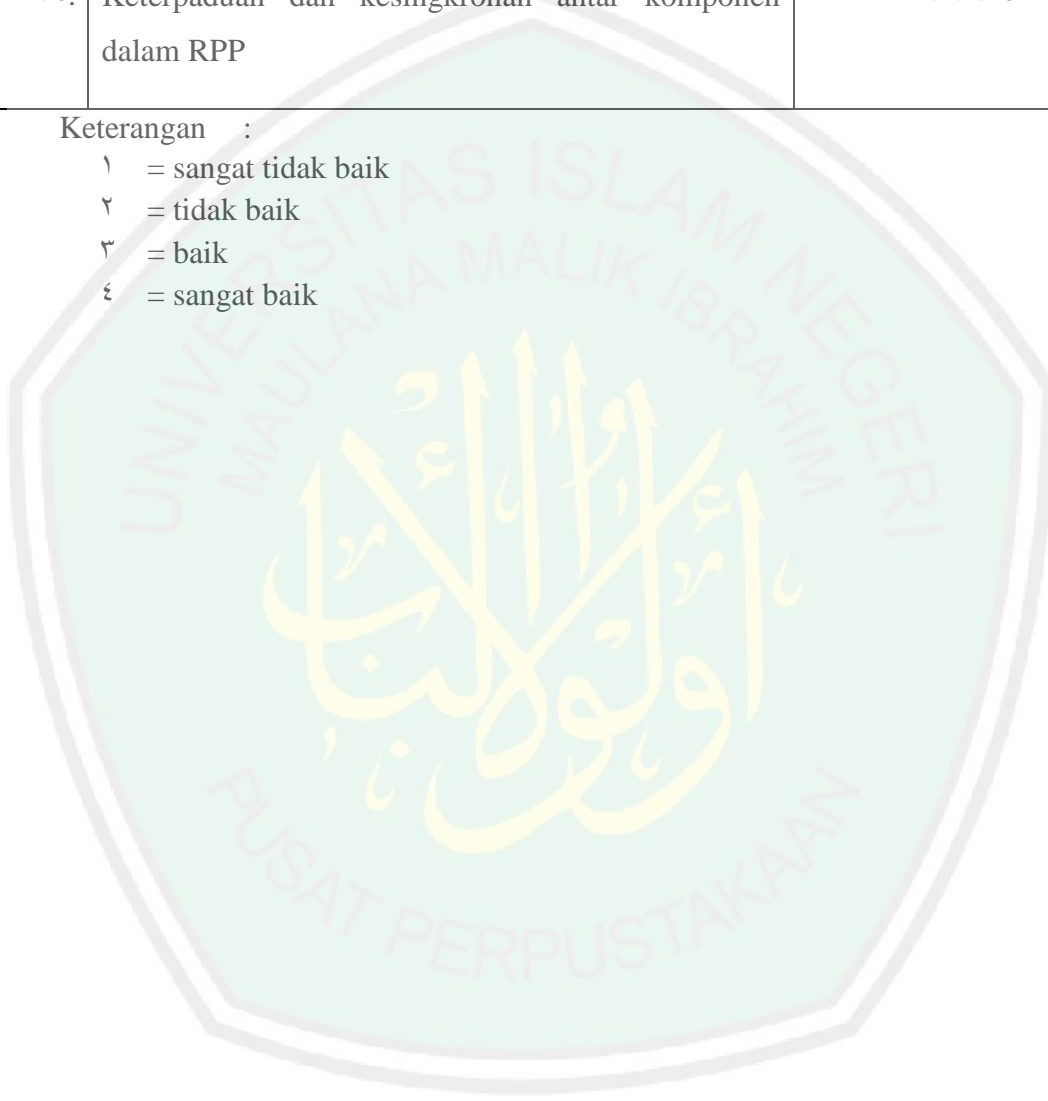 Keterpaduan dan kesingkronan antar komponen
dalam RPP
Keterangan :
١ = sangat tidak baik
٢ = tidak baik
٣ = baik
٤ = sangat baik
UNIVERSITAS ISLAM NEGERI
MAULANA MALIK IBRAHIM
أولوا الألباب
PUSAT PERPUSTAKAAN